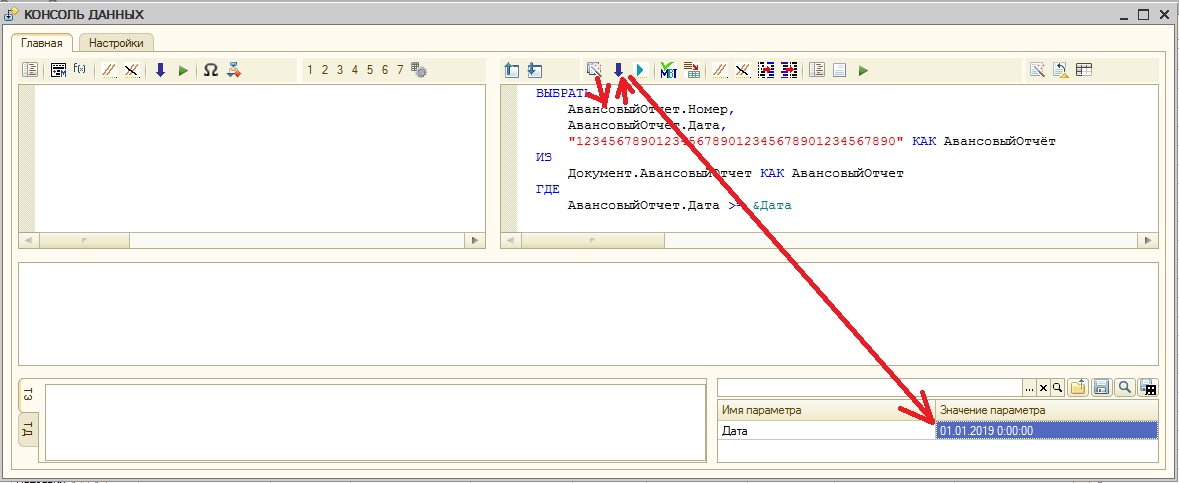 КОНСОЛЬ ДАННЫХ
Главная
Настройки
f(x)
Ω
1 2 3 4 5 6 7
ВЫБРАТЬ
АвансовыйОтчет.Номер,
АвансовыйОтчет.Дата,
"1234567890123456789012345678901234567890" КАК АвансовыйОтчёт
ИЗ
Документ.АвансовыйОтчет КАК АвансовыйОтчет
ГДЕ
АвансовыйОтчет.Дата >= &Дата
ТЗ
ТД
...
Имя параметра
Значение параметра
Дата
01.01.2019 0:00:00